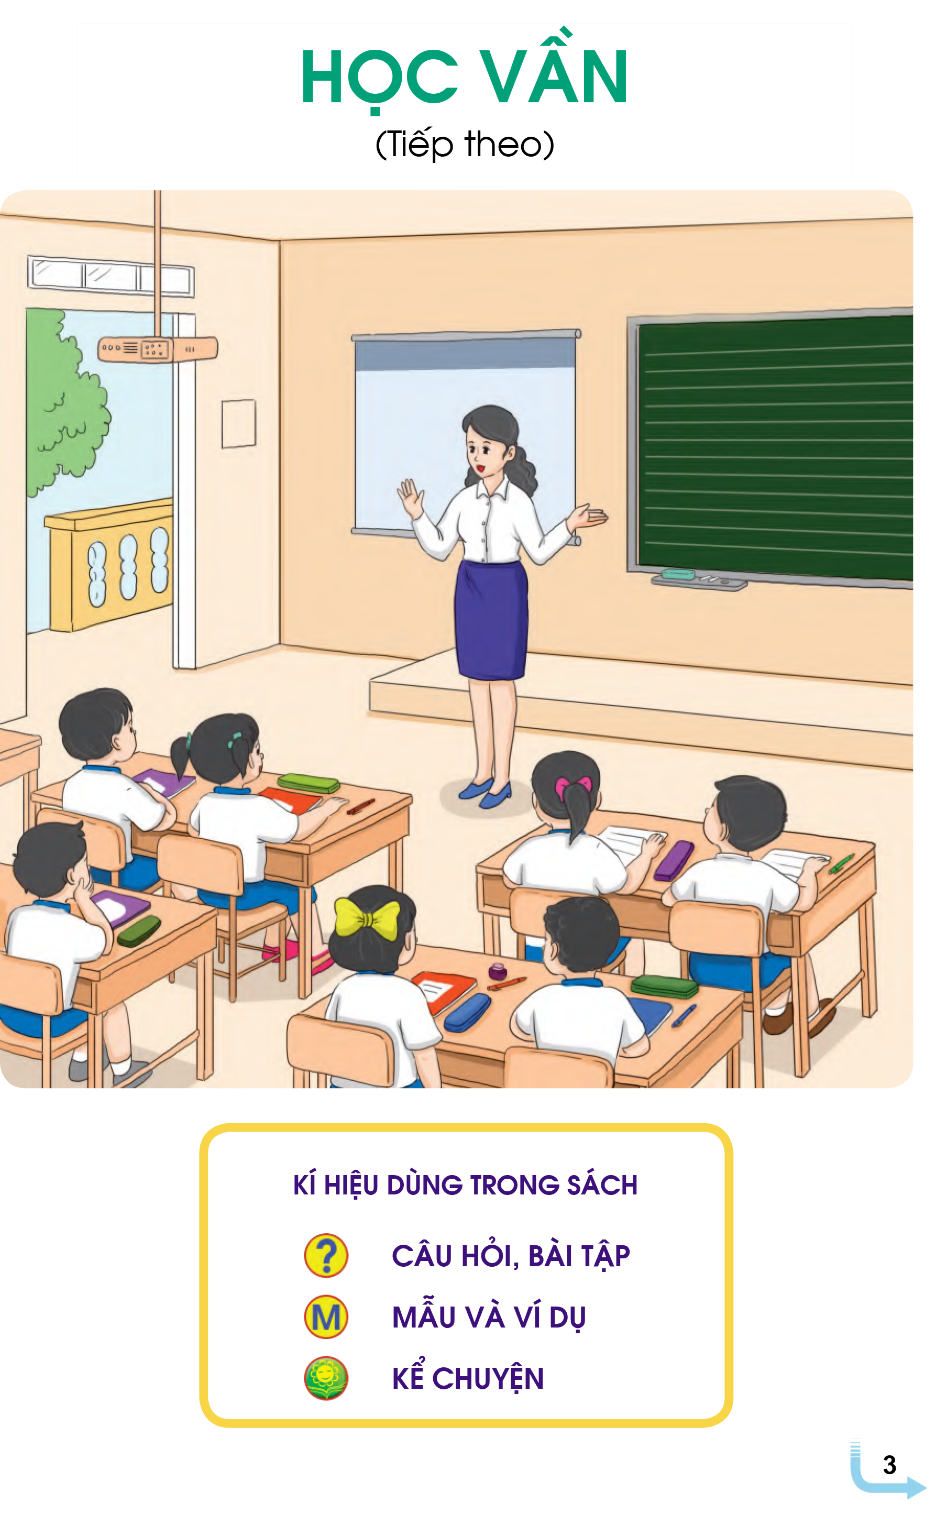 HỌC VẦN
(Tiếp theo)
KÍ HIỆU DÙNG TRONG SÁCH
? CÂU HỎI, BÀI TẬP
M MẪU VÀ VÍ DỤ
KỂ CHUYỆN
3